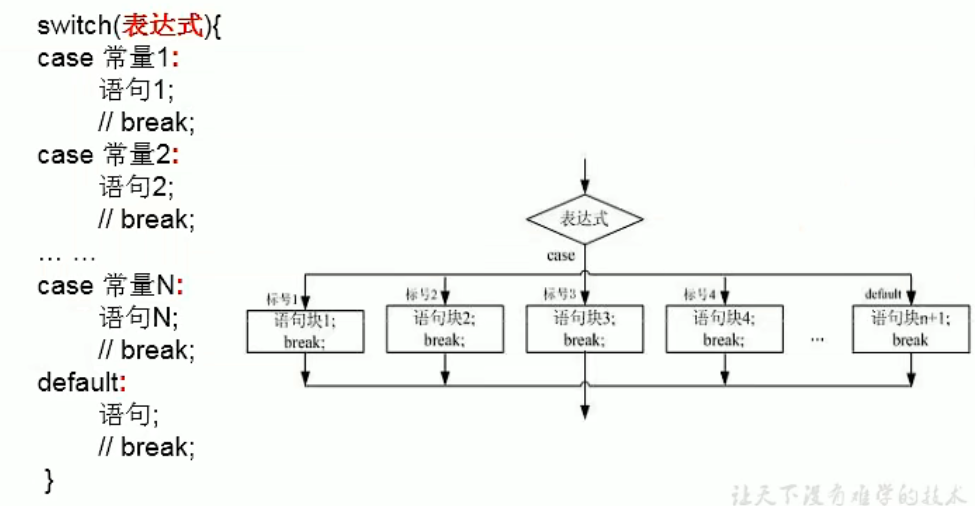 switch(表达式){
case 常量1:
语句1;
// break;
case 常量2:
语句2;
// break;
... ...
case 常量N:
语句N;
// break;
default:
语句;
// break;
}
表达式
case
标号1
标号2
标号3
标号4
default
语句块1;
break;
语句块2;
break;
语句块3;
break;
语句块4;
break;
...
语句块n+1;
break
让天下没有难学的技术